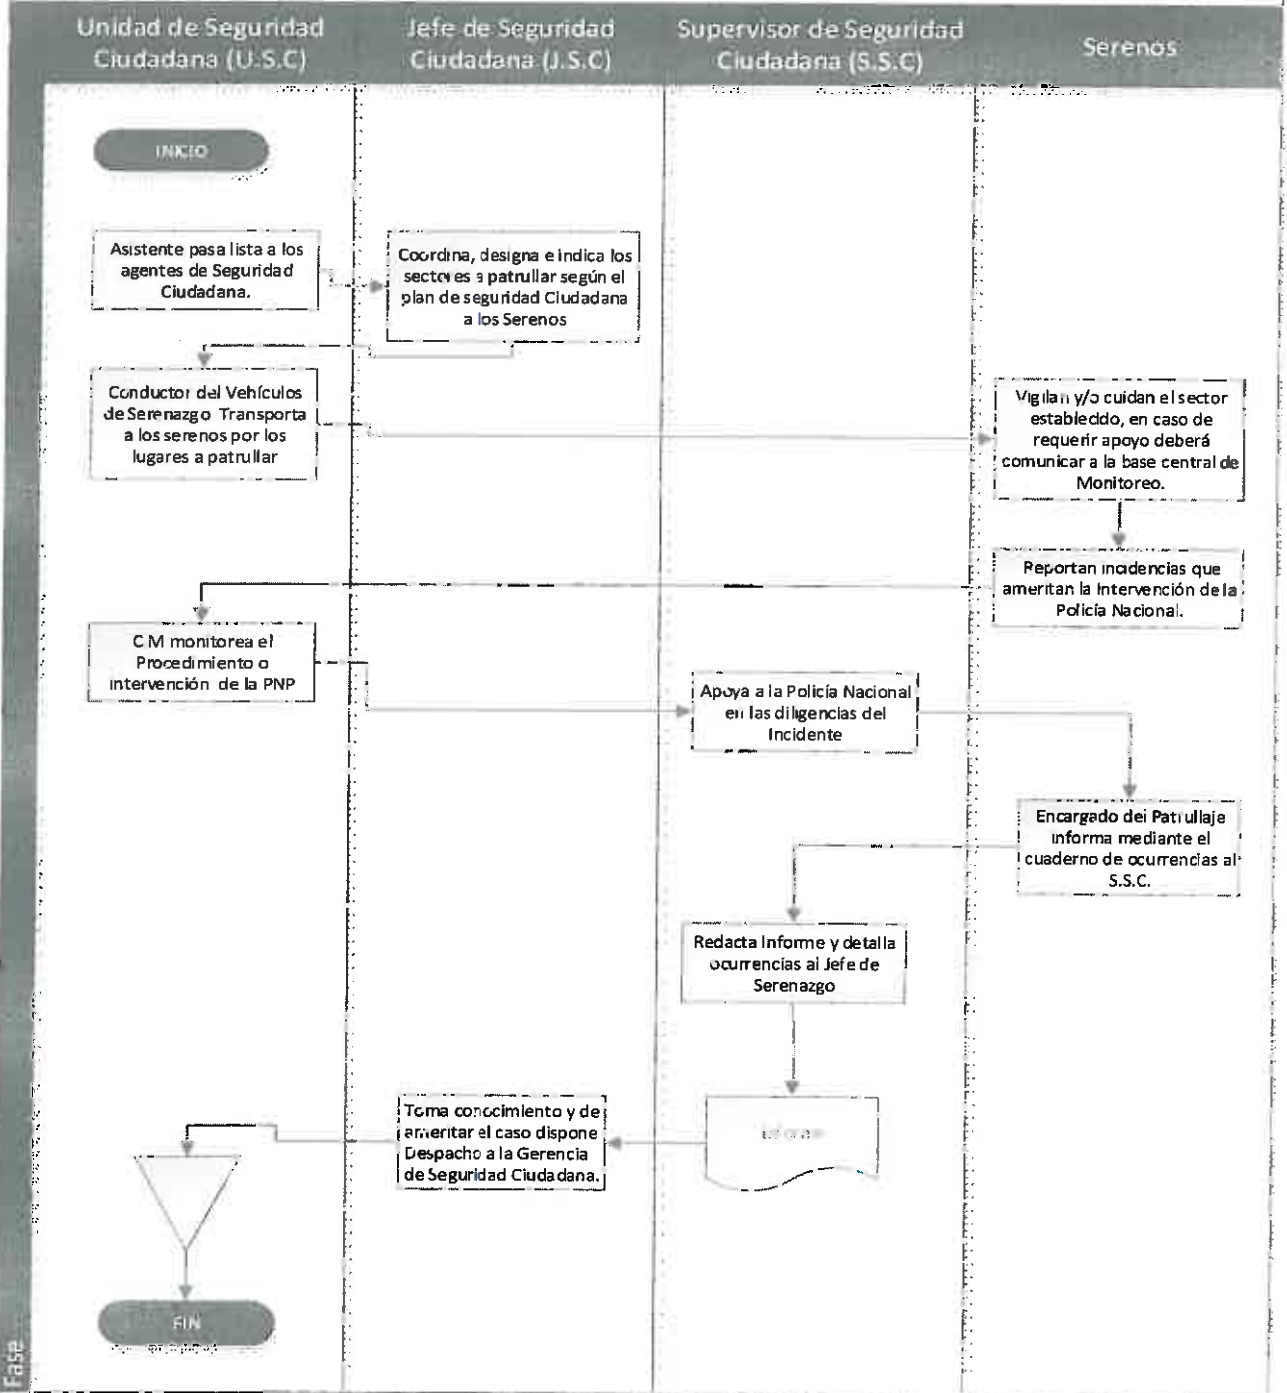 Unidad de Seguridad
Ciudadana (U.S.C)
Jefe de Seguridad
Ciudadana (J.S.C)
Supervisor de Seguridad
Ciudadana (S.S.C)
Serenos
INICIO
Asistente pasa lista a los
agentes de Seguridad
Ciudadana.
Coordina, designa e indica los
sectores a patrullar según el
plan de seguridad Ciudadana
a los Serenos
Conductor del Vehículos
de Serenazgo Transporta
a los serenos por los
lugares a patrullar
Vigilan y/o cuidan el sector
establecido, en caso de
requerir apoyo deberá
comunicar a la base central de
Monitoreo.
Reportan incidencias que
ameritan la Intervención de la
Policía Nacional.
C M monitorea el
Procedimiento o
intervención de la PNP
Apoya a la Policía Nacional
en las diligencias del
Incidente
Encargado del Patrullaje
informa mediante el
cuaderno de ocurrencias al
S.S.C.
Redacta Informe y detalla
ocurrencias al Jefe de
Serenazgo
Informe
Toma conocimiento y de
ameritar el caso dispone
Despacho a la Gerencia
de Seguridad Ciudadana.
FIN
Fase